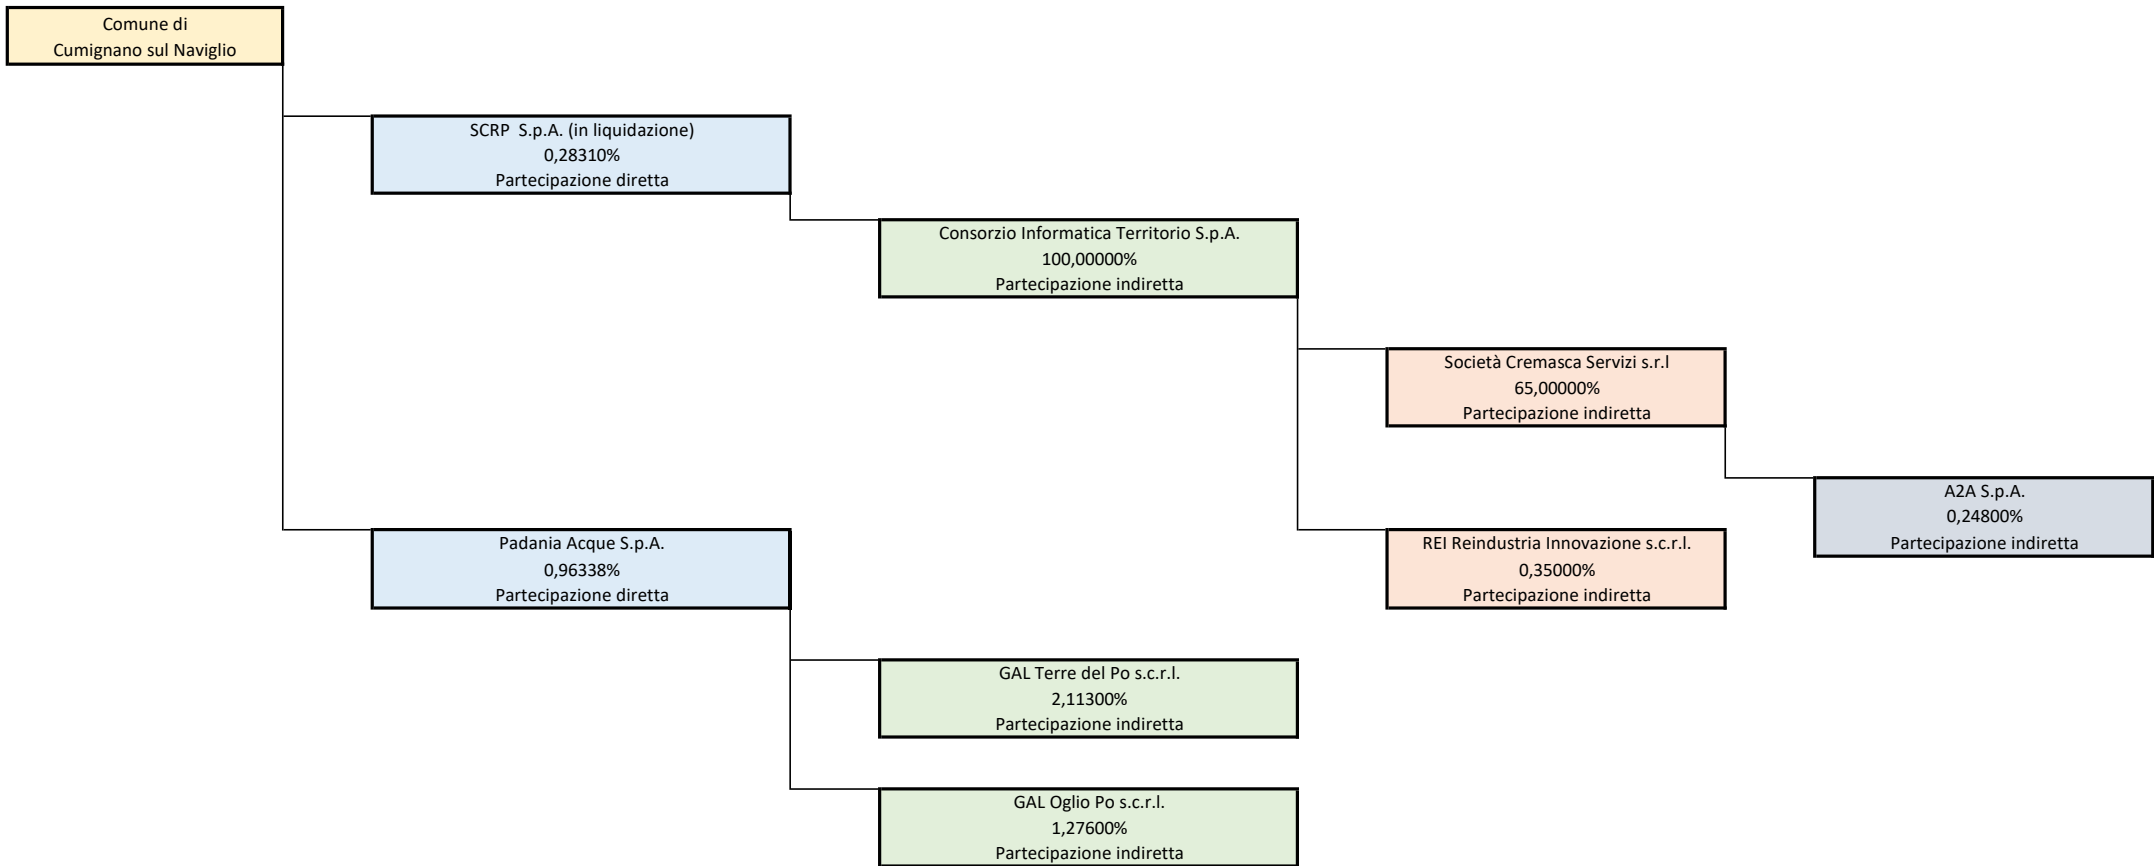 Comune di
Cumignano sul Naviglio
SCRP S.p.A. (in liquidazione)
0,28310%
Partecipazione diretta
Consorzio Informatica Territorio S.p.A.
100,00000%
Partecipazione indiretta
Società Cremasca Servizi s.r.l
65,00000%
Partecipazione indiretta
A2A S.p.A.
0,24800%
Partecipazione indiretta
Padania Acque S.p.A.
0,96338%
Partecipazione diretta
REI Reindustria Innovazione s.c.r.l.
0,35000%
Partecipazione indiretta
GAL Terre del Po s.c.r.l.
2,11300%
Partecipazione indiretta
GAL Oglio Po s.c.r.l.
1,27600%
Partecipazione indiretta